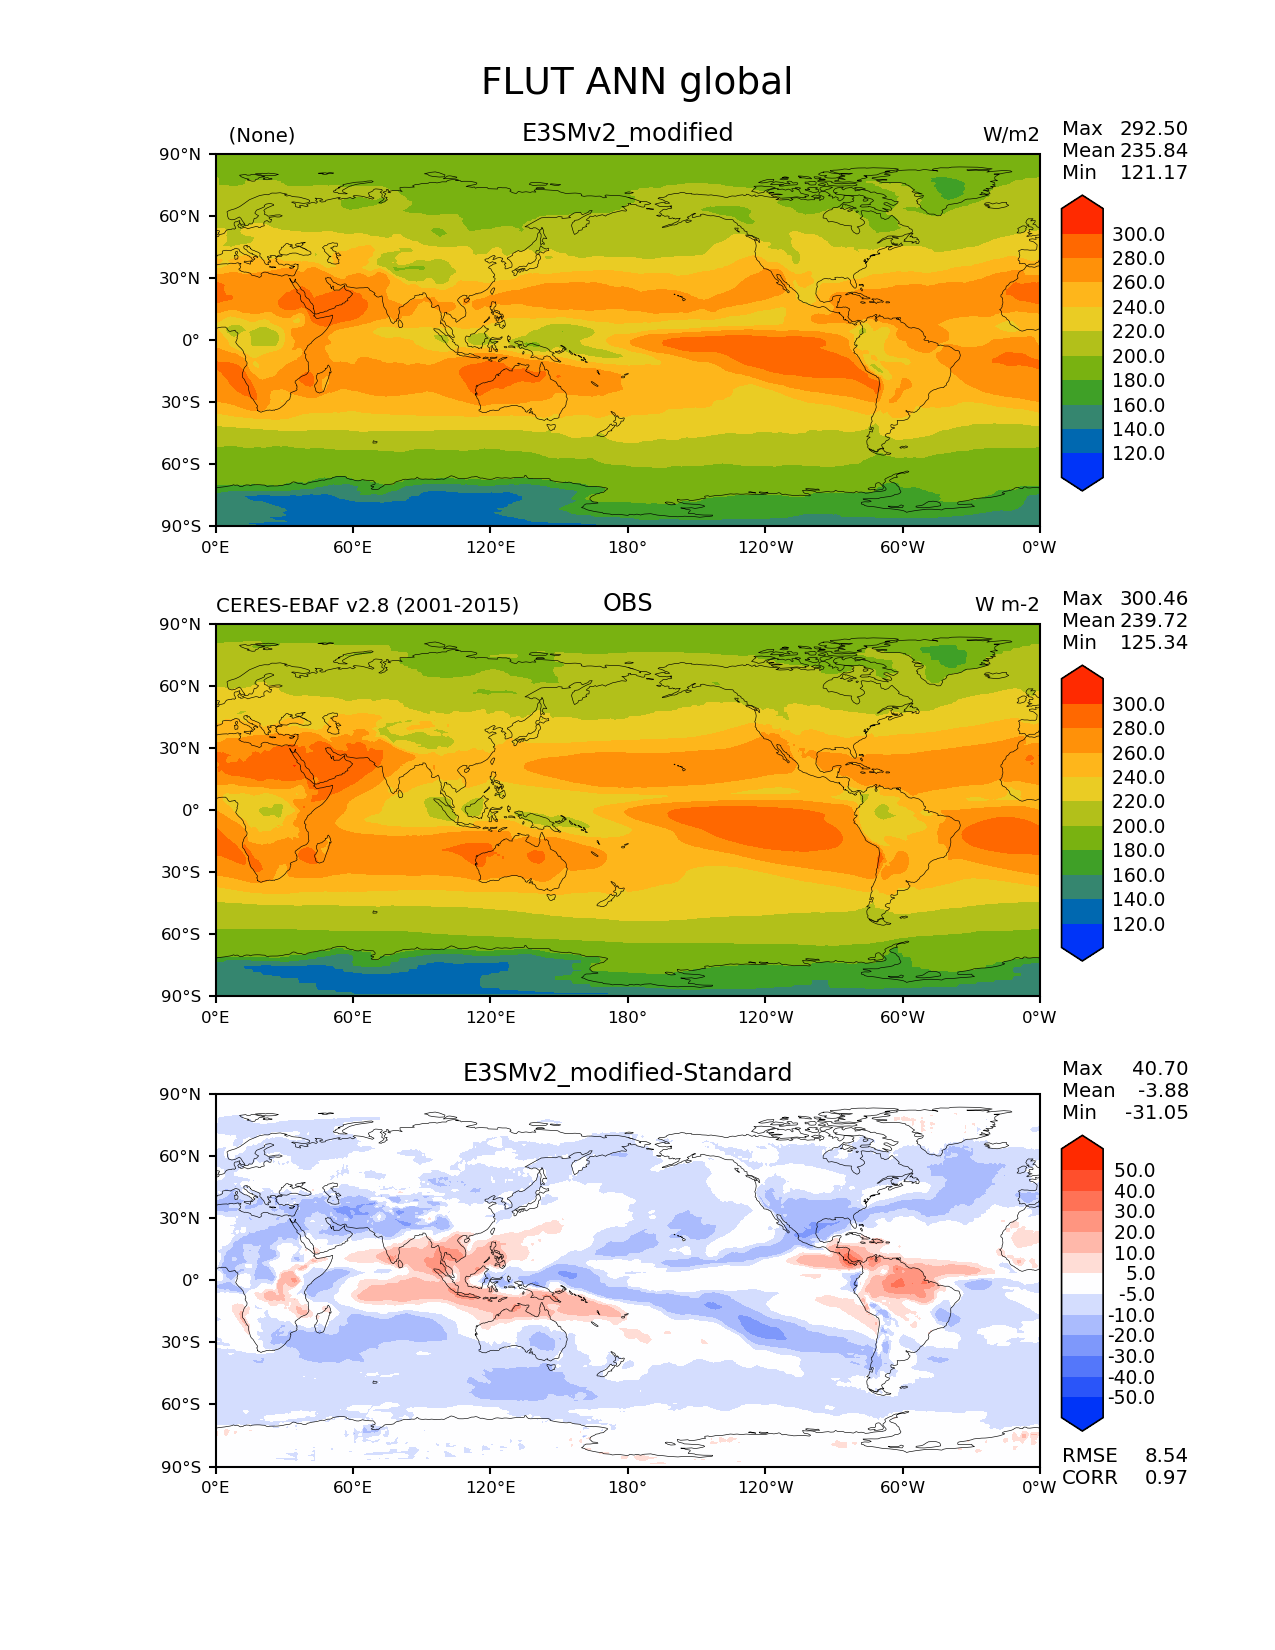 FLUT ANN global
(None) E3SMv2_modified W/m2
Max 292.50
Mean 235.84
Min 121.17
90°N
60°N
30°N
0°
30°S
60°S
90°S
0°E 60°E 120°E 180° 120°W 60°W 0°W
300.0
280.0
260.0
240.0
220.0
200.0
180.0
160.0
140.0
120.0
CERES-EBAF v2.8 (2001-2015) OBS W m-2
Max 300.46
Mean 239.72
Min 125.34
90°N
60°N
30°N
0°
30°S
60°S
90°S
0°E 60°E 120°E 180° 120°W 60°W 0°W
300.0
280.0
260.0
240.0
220.0
200.0
180.0
160.0
140.0
120.0
E3SMv2_modified-Standard
Max 40.70
Mean -3.88
Min -31.05
90°N
60°N
30°N
0°
30°S
60°S
90°S
0°E 60°E 120°E 180° 120°W 60°W 0°W
50.0
40.0
30.0
20.0
10.0
5.0
-5.0
-10.0
-20.0
-30.0
-40.0
-50.0
RMSE 8.54
CORR 0.97